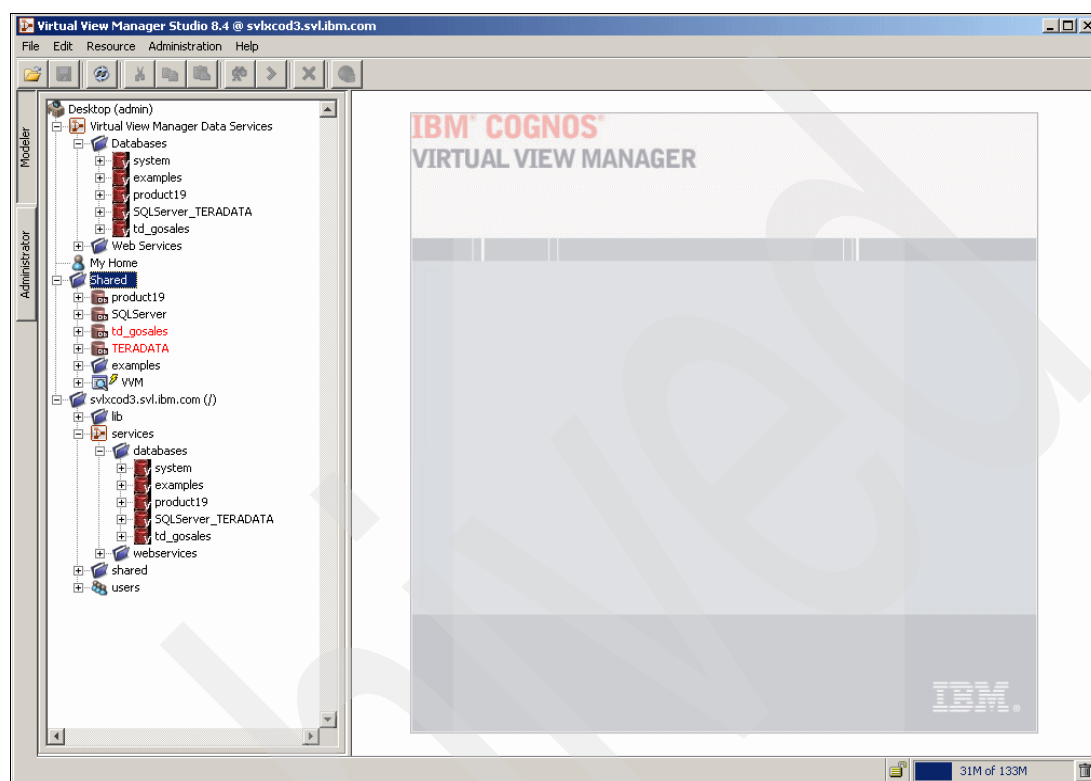 Virtual View Manager Studio 8.4 @ svlxcod3.svl.ibm.com
File Edit Resource Administration Help
Modeler
Administrator
Desktop (admin)
Virtual View Manager Data Services
Databases
system
examples
product19
SQLServer_TERADATA
td_gosales
Web Services
My Home
Shared
product19
SQLServer
td_gosales
TERADATA
examples
VVM
svlxcod3.svl.ibm.com (/)
lib
services
databases
system
examples
product19
SQLServer_TERADATA
td_gosales
webservices
shared
users
IBM® COGNOS®
VIRTUAL VIEW MANAGER
IBM®
31M of 133M